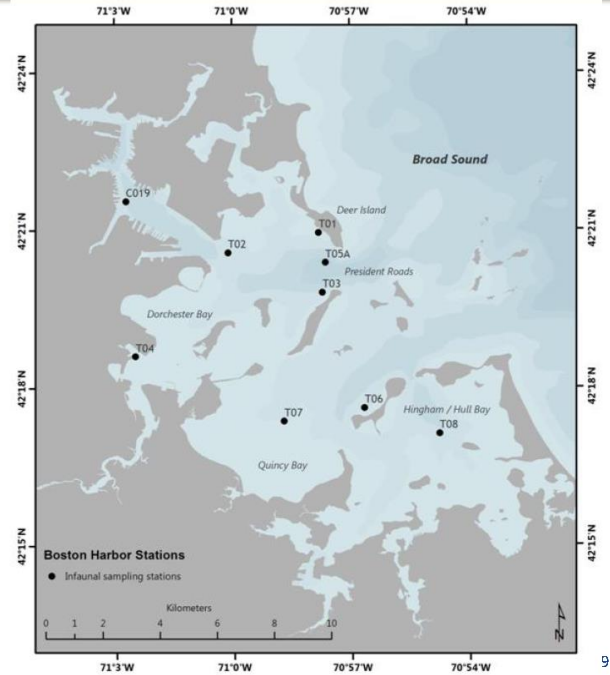 71°3'W 71°0'W 70°57'W 70°54'W
42°24'N 42°24'N
Broad Sound
C019
Deer Island
T01
42°21'N 42°21'N
T02
T05A
President Roads
T03
Dorchester Bay
T04
42°18'N 42°18'N
T06
Hingham / Hull Bay
T07
T08
Quincy Bay
42°15'N 42°15'N
Boston Harbor Stations
Infaunal sampling stations
Kilometers
0 1 2 4 6 8 10
N
71°3'W 71°0'W 70°57'W 70°54'W
9